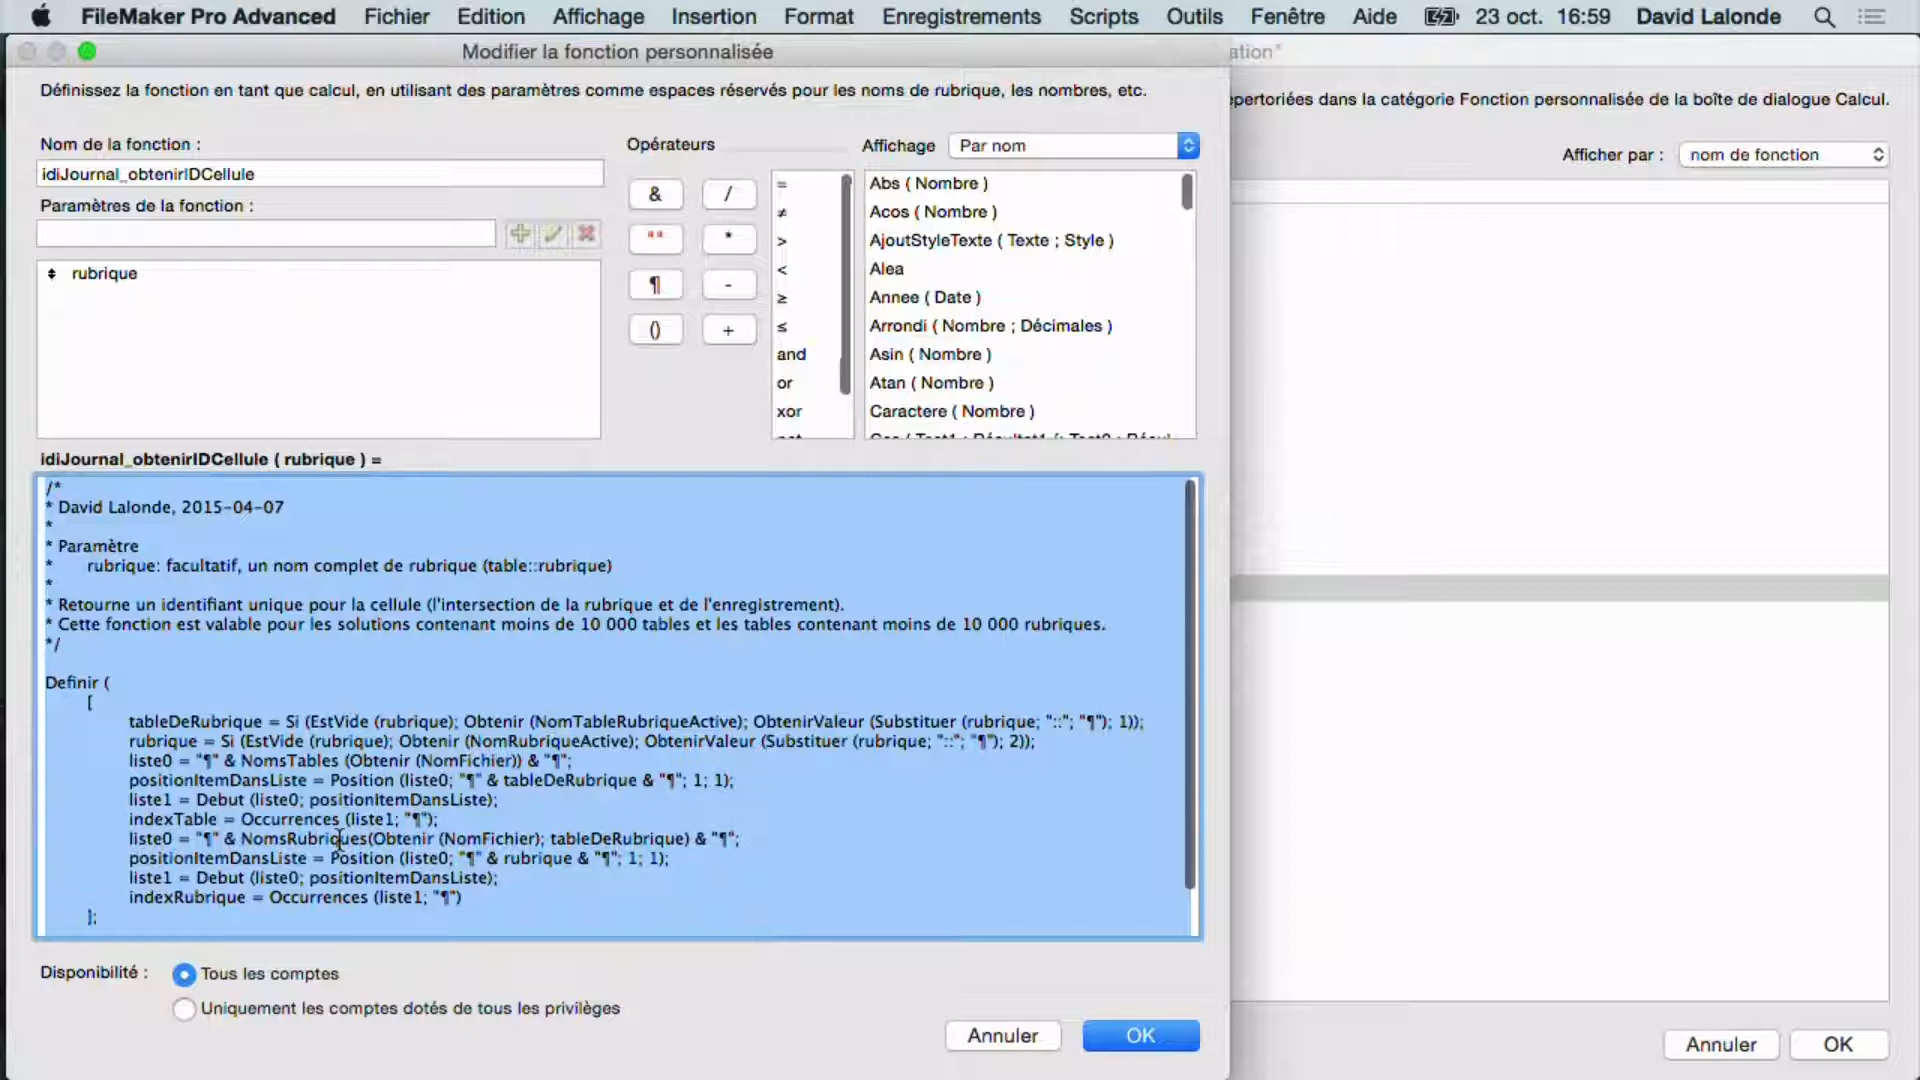 FileMaker Pro Advanced Fichier Edition Affichage Insertion Format Enregistrements Scripts Outils Fenêtre Aide 23 oct. 16:59 David Lalonde
Modifier la fonction personnalisée
ation"
Définissez la fonction en tant que calcul, en utilisant des paramètres comme espaces réservés pour les noms de rubrique, les nombres, etc.
pertoriées dans la catégorie Fonction personnalisée de la boîte de dialogue Calcul.
Nom de la fonction :
Opérateurs
Affichage Par nom
Afficher par : nom de fonction
idiJournal_obtenirIDCellule
Paramètres de la fonction :
rubrique
& /
"" *
¶ -
() +
=
≠
>
<
≥
≤
and
or
xor
Abs ( Nombre )
Acos ( Nombre )
AjoutStyleTexte ( Texte ; Style )
Alea
Annee ( Date )
Arrondi ( Nombre ; Décimales )
Asin ( Nombre )
Atan ( Nombre )
Caractere ( Nombre )
idiJournal_obtenirIDCellule ( rubrique ) =
/*
* David Lalonde, 2015-04-07
*
* Paramètre
* rubrique: facultatif, un nom complet de rubrique (table::rubrique)
*
* Retourne un identifiant unique pour la cellule (l'intersection de la rubrique et de l'enregistrement).
* Cette fonction est valable pour les solutions contenant moins de 10 000 tables et les tables contenant moins de 10 000 rubriques.
*/
Definir (
[
tableDeRubrique = Si (EstVide (rubrique); Obtenir (NomTableRubriqueActive); ObtenirValeur (Substituer (rubrique; "::"; "¶"); 1));
rubrique = Si (EstVide (rubrique); Obtenir (NomRubriqueActive); ObtenirValeur (Substituer (rubrique; "::"; "¶"); 2));
liste0 = "¶" & NomsTables (Obtenir (NomFichier)) & "¶";
positionItemDansListe = Position (liste0; "¶" & tableDeRubrique & "¶"; 1; 1);
liste1 = Debut (liste0; positionItemDansListe);
indexTable = Occurrences (liste1; "¶");
liste0 = "¶" & NomsRubriques(Obtenir (NomFichier); tableDeRubrique) & "¶";
positionItemDansListe = Position (liste0; "¶" & rubrique & "¶"; 1; 1);
liste1 = Debut (liste0; positionItemDansListe);
indexRubrique = Occurrences (liste1; "¶")
];
Disponibilité : Tous les comptes
Uniquement les comptes dotés de tous les privilèges
Annuler OK
Annuler OK